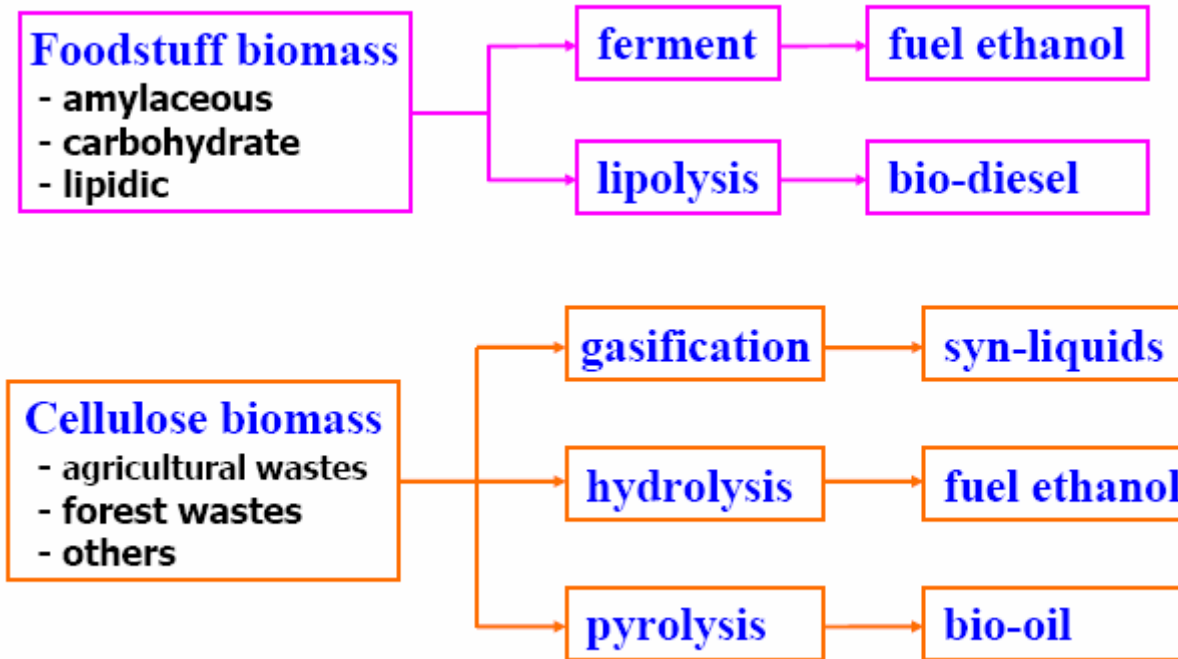 Foodstuff biomass
- amylaceous
- carbohydrate
- lipidic
ferment
fuel ethanol
lipolysis
bio-diesel
Cellulose biomass
- agricultural wastes
- forest wastes
- others
gasification
syn-liquids
hydrolysis
fuel ethanol
pyrolysis
bio-oil